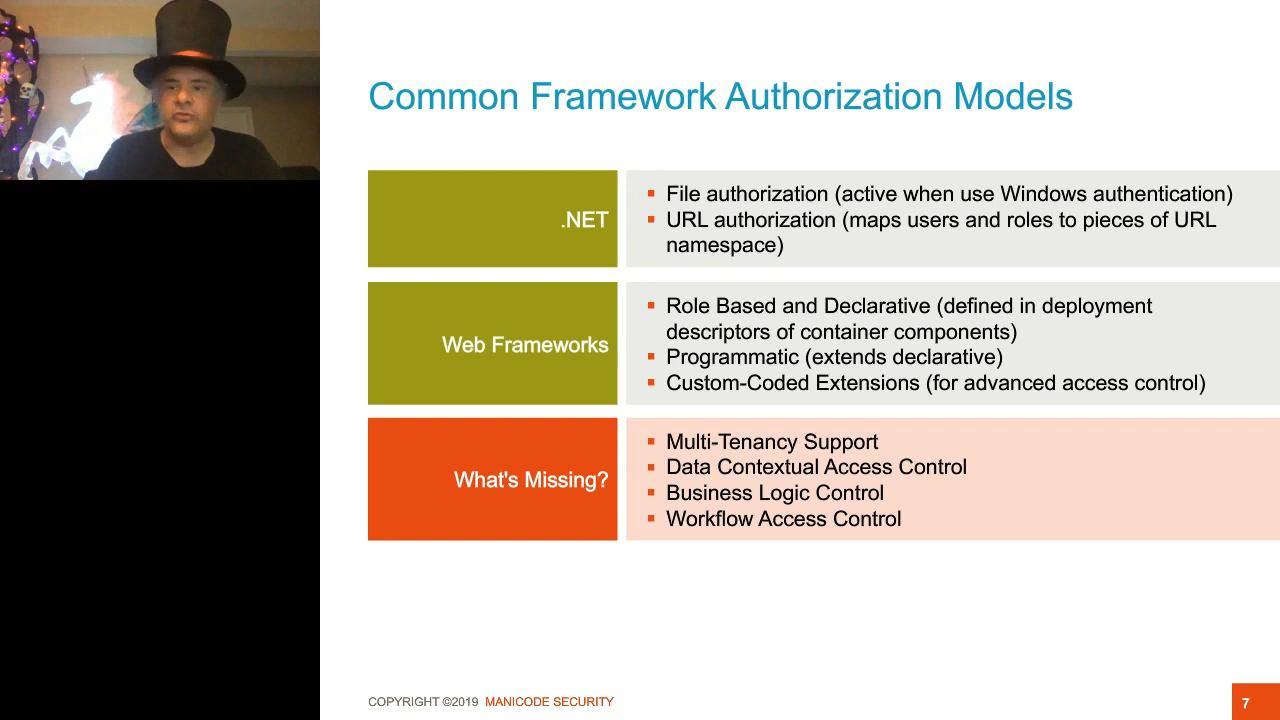 Common Framework Authorization Models
.NET
▪ File authorization (active when use Windows authentication)
▪ URL authorization (maps users and roles to pieces of URL
namespace)
Web Frameworks
▪ Role Based and Declarative (defined in deployment
descriptors of container components)
▪ Programmatic (extends declarative)
▪ Custom-Coded Extensions (for advanced access control)
What's Missing?
▪ Multi-Tenancy Support
▪ Data Contextual Access Control
▪ Business Logic Control
▪ Workflow Access Control
COPYRIGHT ©2019 MANICODE SECURITY
7